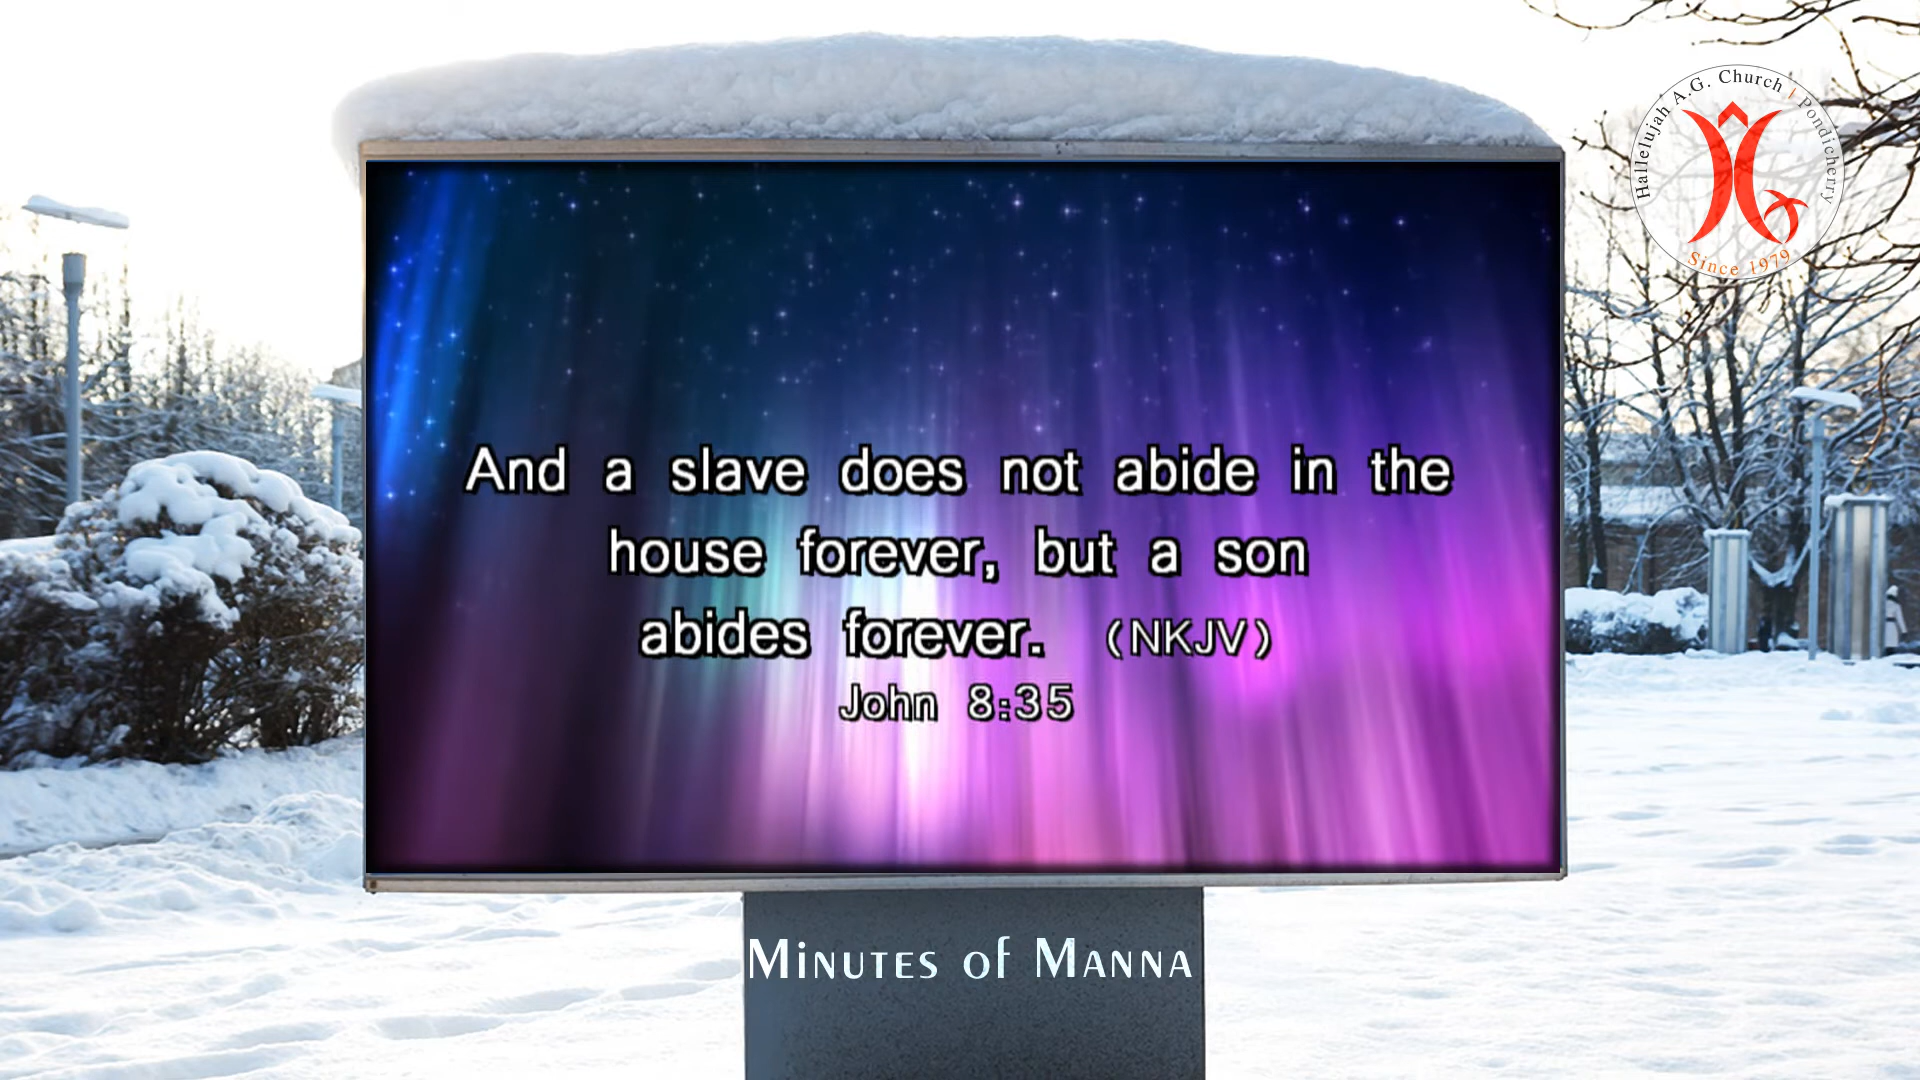 Hallelujah A.G. Church | Pondicherry
Since 1979
And a slave does not abide in the
house forever, but a son
abides forever. (NKJV)
John 8:35
Minutes of Manna